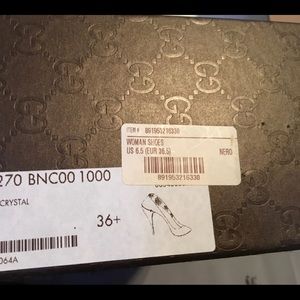 ITEM # 891953216330
WOMAN SHOES
US 6.5 (EUR 36.5)
NERO
891953216330
270 BNC00 1000
CRYSTAL
36+
064A